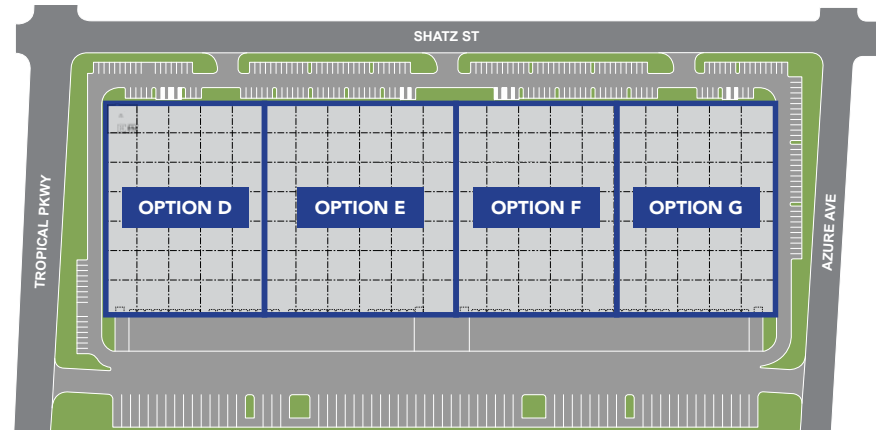 SHATZ ST
TROPICAL PKWY
OPTION D
OPTION E
OPTION F
OPTION G
AZURE AVE